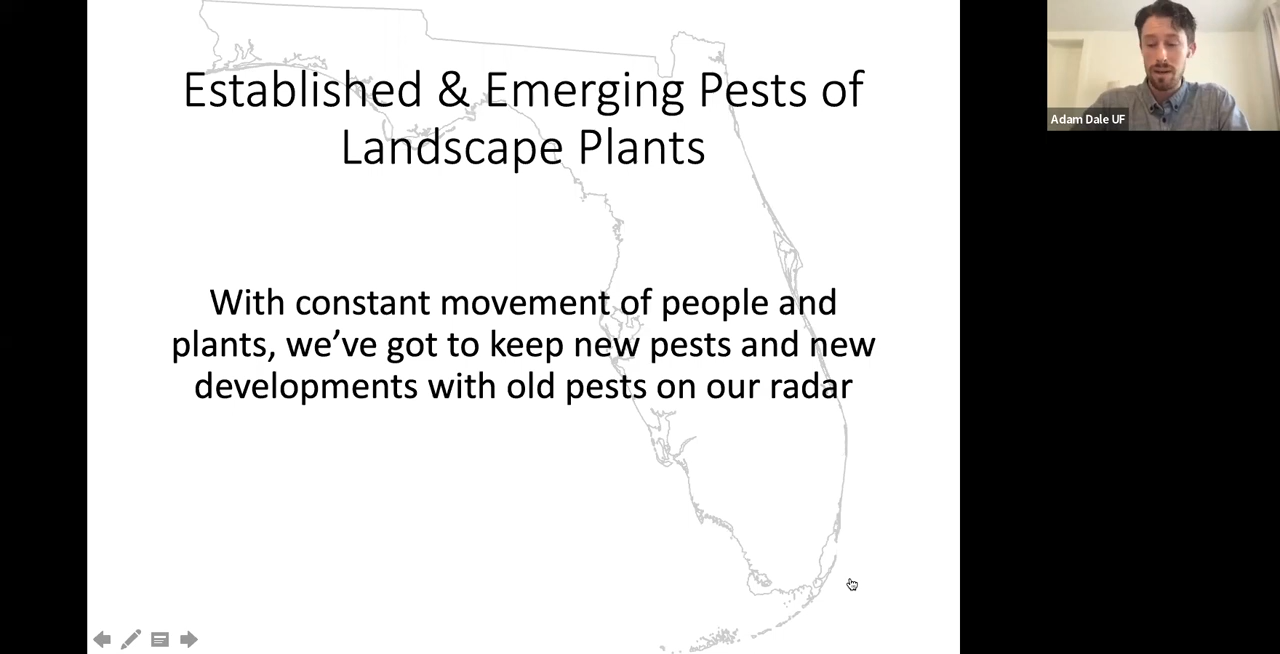 Established & Emerging Pests of
Landscape Plants
With constant movement of people and
plants, we’ve got to keep new pests and new
developments with old pests on our radar
Adam Dale UF